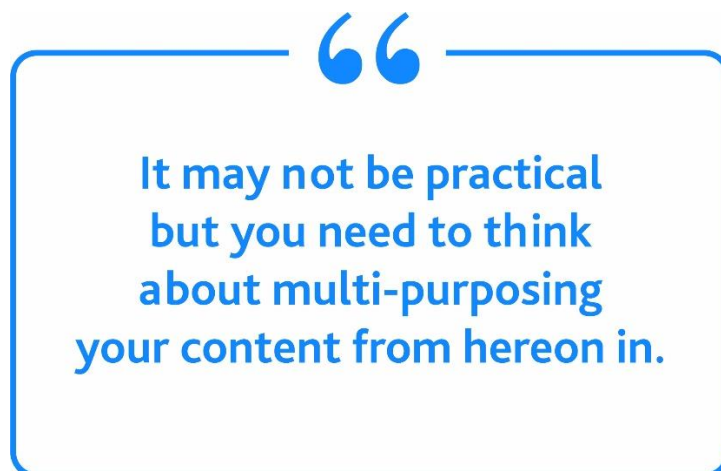 It may not be practical
but you need to think
about multi-purposing
your content from hereon in.